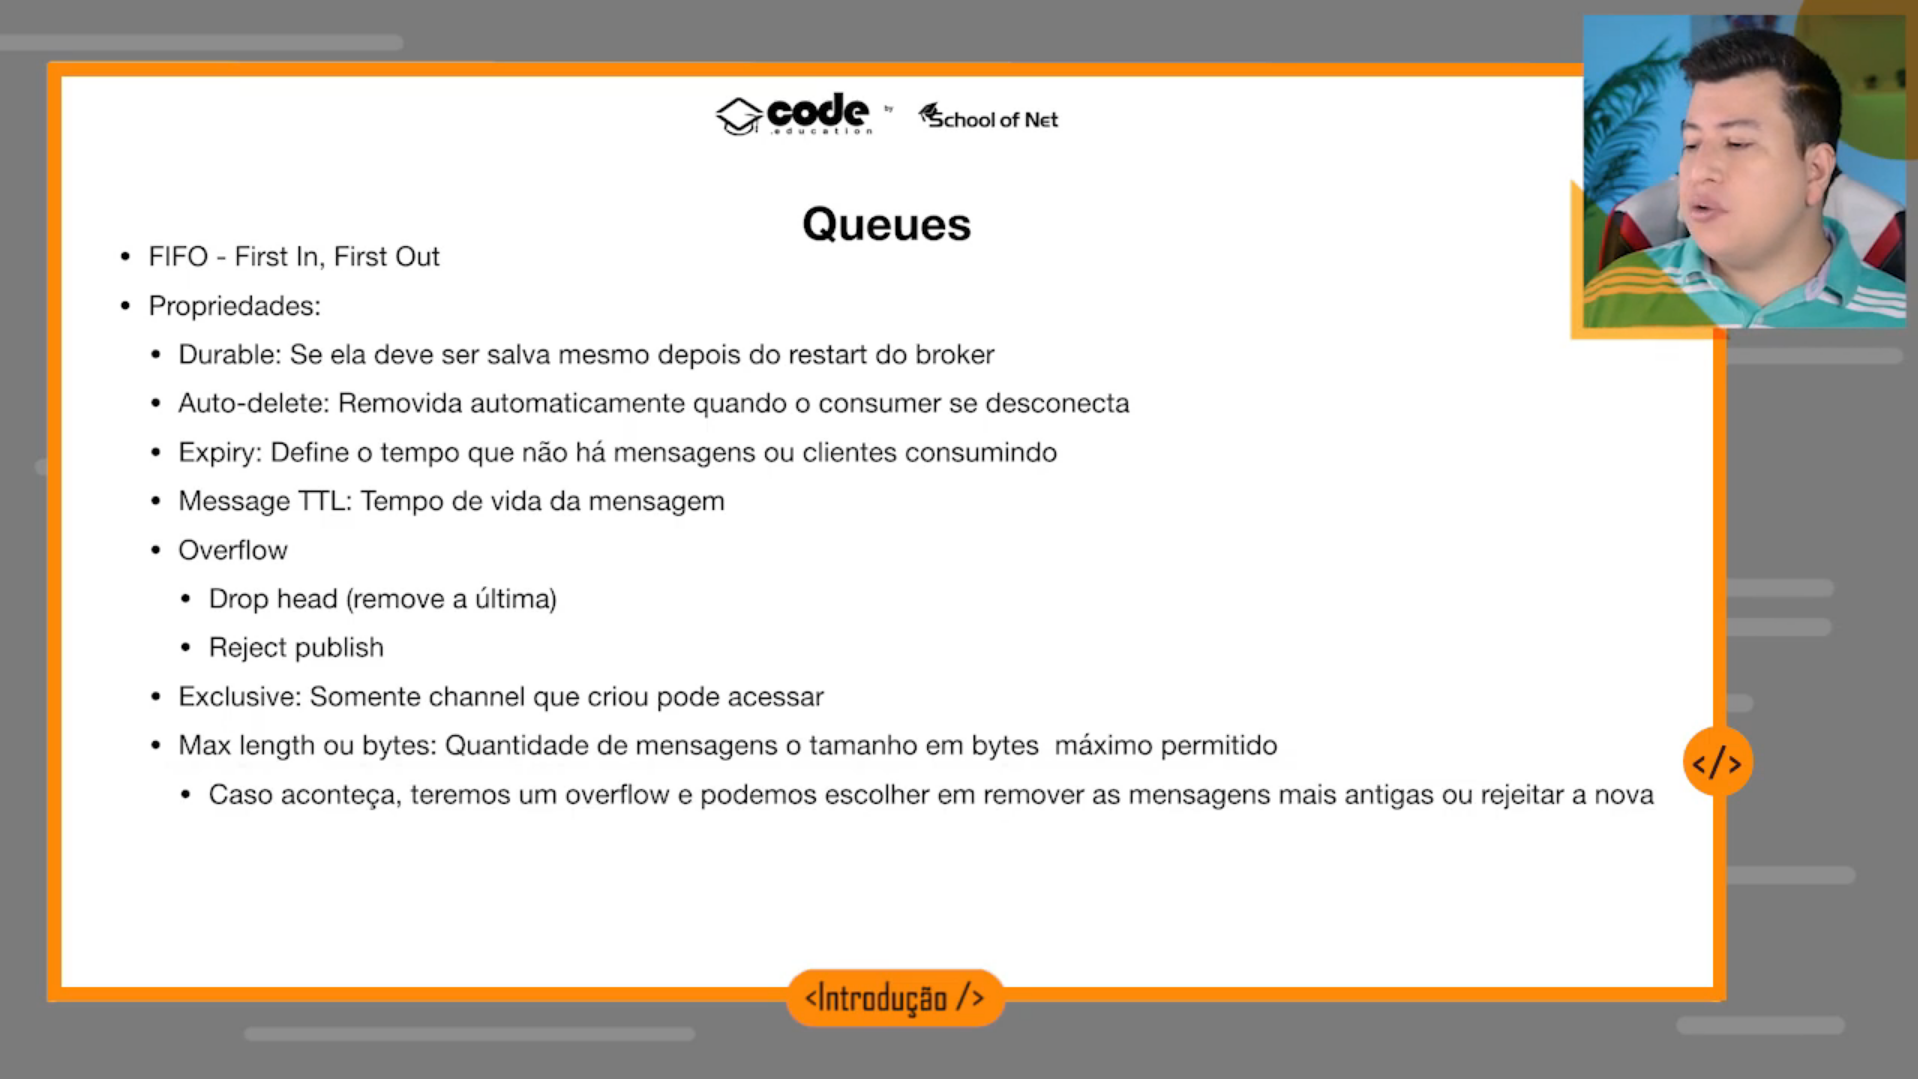 code by School of Net
.education
Queues
• FIFO - First In, First Out
• Propriedades:
• Durable: Se ela deve ser salva mesmo depois do restart do broker
• Auto-delete: Removida automaticamente quando o consumer se desconecta
• Expiry: Define o tempo que não há mensagens ou clientes consumindo
• Message TTL: Tempo de vida da mensagem
• Overflow
• Drop head (remove a última)
• Reject publish
• Exclusive: Somente channel que criou pode acessar
• Max length ou bytes: Quantidade de mensagens o tamanho em bytes  máximo permitido
• Caso aconteça, teremos um overflow e podemos escolher em remover as mensagens mais antigas ou rejeitar a nova
</>
<Introdução />